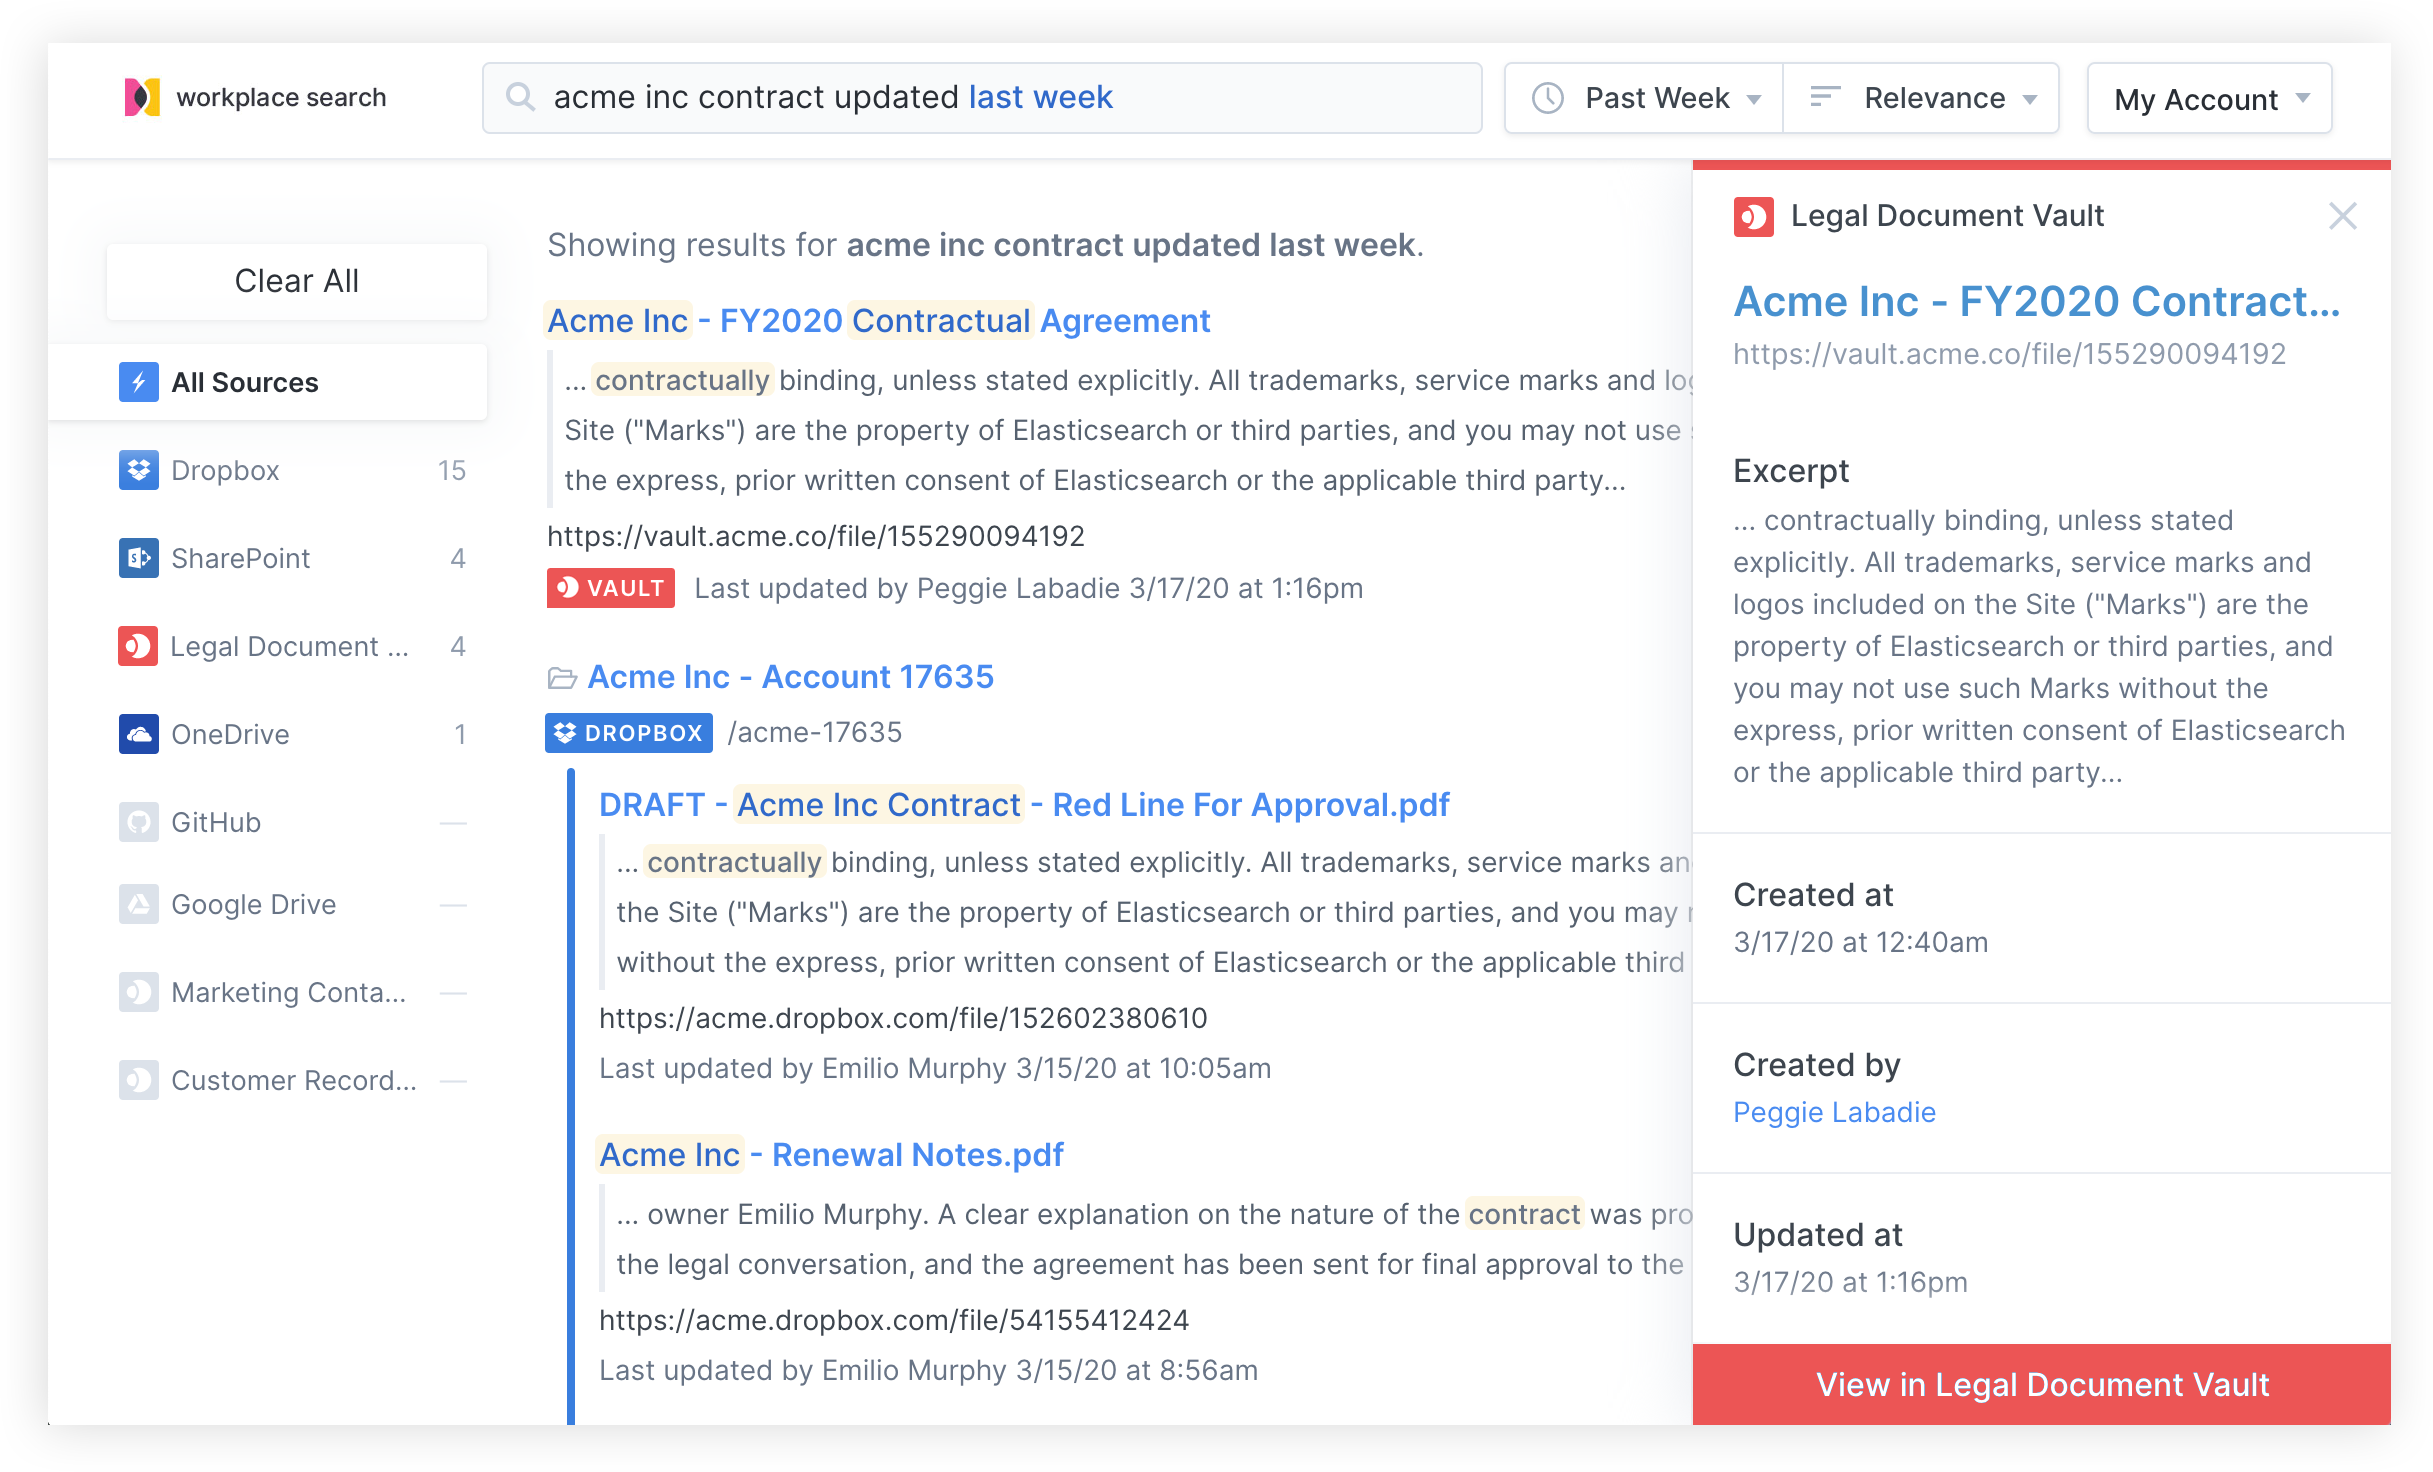 workplace search
acme inc contract updated last week
Past Week
Relevance
My Account
Clear All
All Sources
Dropbox 15
SharePoint 4
Legal Document ... 4
OneDrive 1
GitHub —
Google Drive —
Marketing Conta... —
Customer Record... —
Showing results for acme inc contract updated last week.
Acme Inc - FY2020 Contractual Agreement
... contractually binding, unless stated explicitly. All trademarks, service marks and log
Site ("Marks") are the property of Elasticsearch or third parties, and you may not use
the express, prior written consent of Elasticsearch or the applicable third party...
https://vault.acme.co/file/155290094192
VAULT Last updated by Peggie Labadie 3/17/20 at 1:16pm
Acme Inc - Account 17635
DROPBOX /acme-17635
DRAFT - Acme Inc Contract - Red Line For Approval.pdf
... contractually binding, unless stated explicitly. All trademarks, service marks an
the Site ("Marks") are the property of Elasticsearch or third parties, and you may
without the express, prior written consent of Elasticsearch or the applicable third
https://acme.dropbox.com/file/152602380610
Last updated by Emilio Murphy 3/15/20 at 10:05am
Acme Inc - Renewal Notes.pdf
... owner Emilio Murphy. A clear explanation on the nature of the contract was pro
the legal conversation, and the agreement has been sent for final approval to the
https://acme.dropbox.com/file/54155412424
Last updated by Emilio Murphy 3/15/20 at 8:56am
Legal Document Vault
Acme Inc - FY2020 Contract...
https://vault.acme.co/file/155290094192
Excerpt
... contractually binding, unless stated
explicitly. All trademarks, service marks and
logos included on the Site ("Marks") are the
property of Elasticsearch or third parties, and
you may not use such Marks without the
express, prior written consent of Elasticsearch
or the applicable third party...
Created at
3/17/20 at 12:40am
Created by
Peggie Labadie
Updated at
3/17/20 at 1:16pm
View in Legal Document Vault